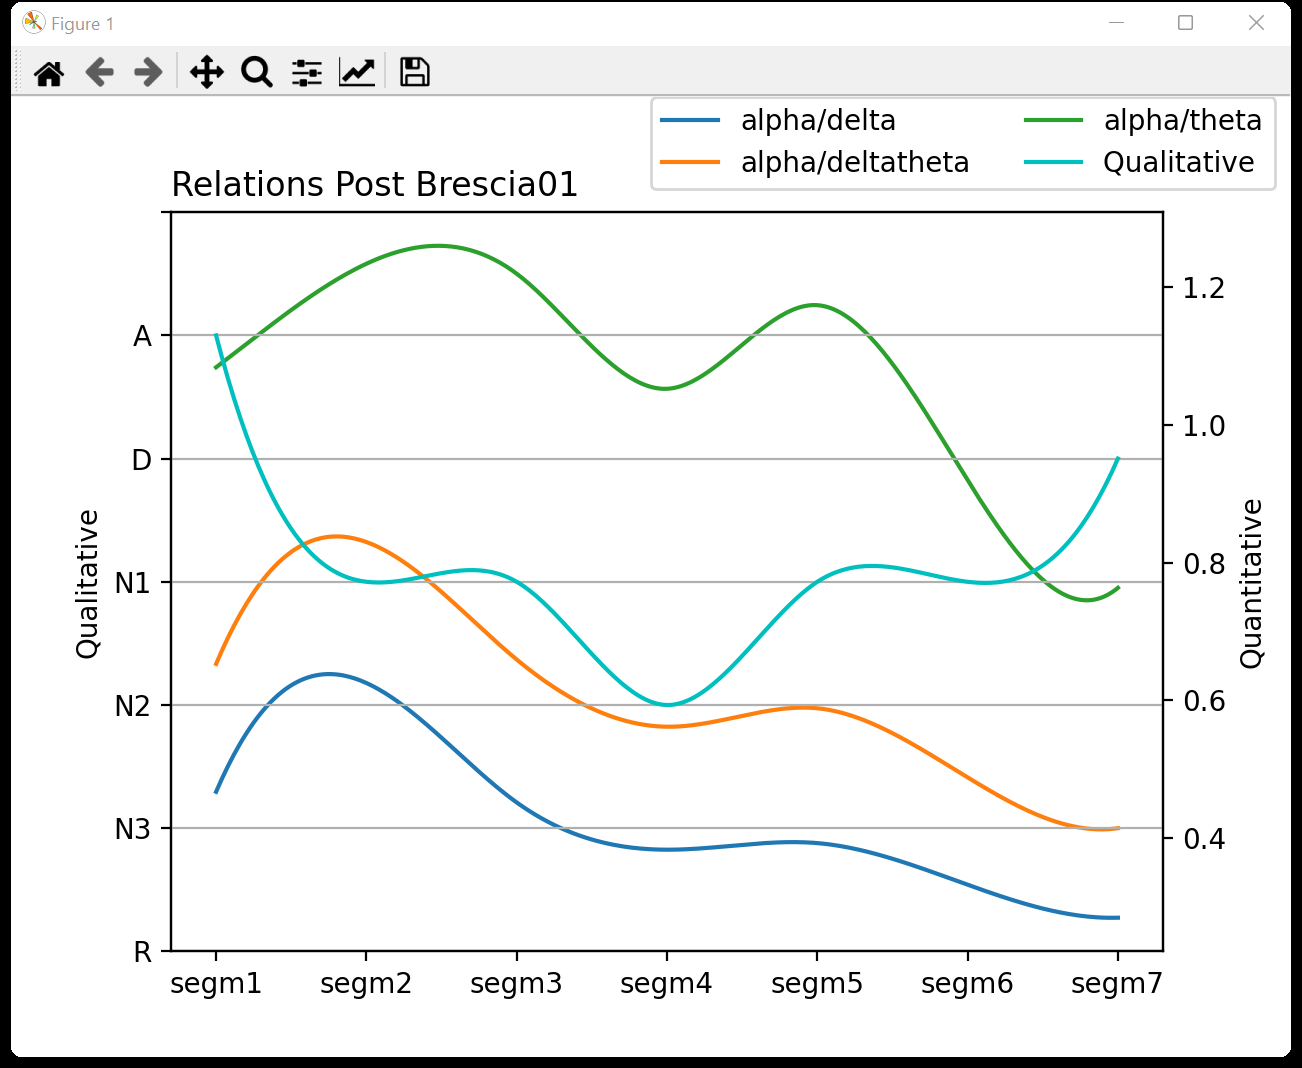 Figure 1
alpha/delta
alpha/deltatheta
alpha/theta
Qualitative
Relations Post Brescia01
A
D
N1
N2
N3
R
Qualitative
1.2
1.0
0.8
0.6
0.4
Quantitative
segm1 segm2 segm3 segm4 segm5 segm6 segm7